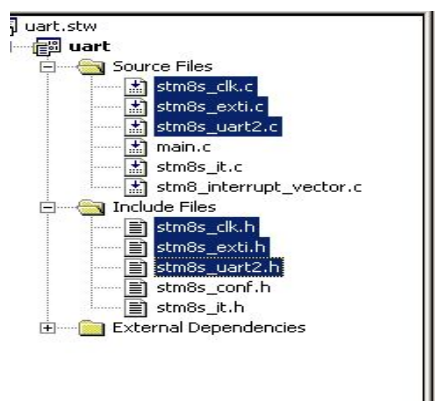 uart.stw
uart
Source Files
stm8s_clk.c
stm8s_exti.c
stm8s_uart2.c
main.c
stm8s_it.c
stm8_interrupt_vector.c
Include Files
stm8s_clk.h
stm8s_exti.h
stm8s_uart2.h
stm8s_conf.h
stm8s_it.h
External Dependencies